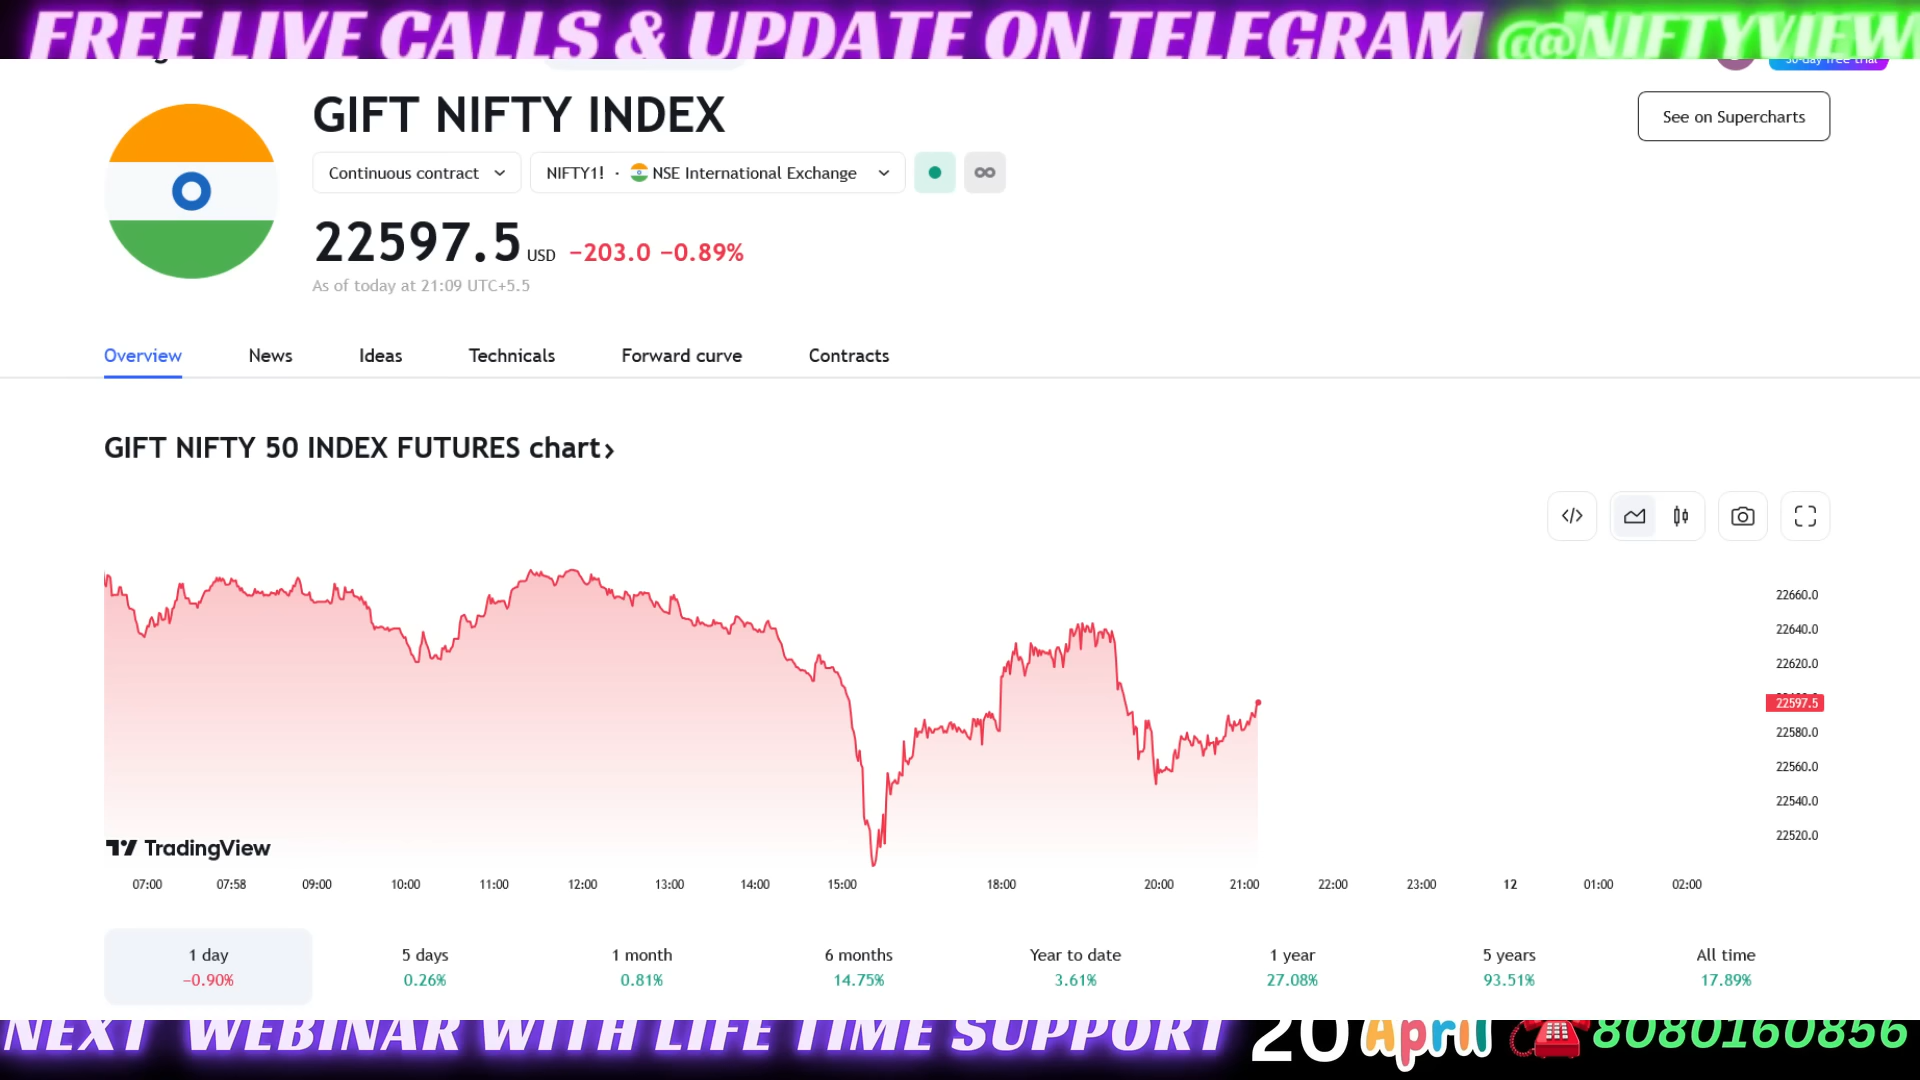 FREE LIVE CALLS & UPDATE ON TELEGRAM @@NIFTYVIEW
30-day free trial
GIFT NIFTY INDEX
See on Supercharts
Continuous contract
NIFTY1! · NSE International Exchange
22597.5 USD −203.0 −0.89%
As of today at 21:09 UTC+5.5
Overview News Ideas Technicals Forward curve Contracts
GIFT NIFTY 50 INDEX FUTURES chart›
22660.0
22640.0
22620.0
22597.5
22580.0
22560.0
22540.0
22520.0
TradingView
07:00 07:58 09:00 10:00 11:00 12:00 13:00 14:00 15:00 18:00 20:00 21:00 22:00 23:00 12 01:00 02:00
1 day 5 days 1 month 6 months Year to date 1 year 5 years All time
−0.90% 0.26% 0.81% 14.75% 3.61% 27.08% 93.51% 17.89%
NEXT WEBINAR WITH LIFE TIME SUPPORT 20 April 8080160856